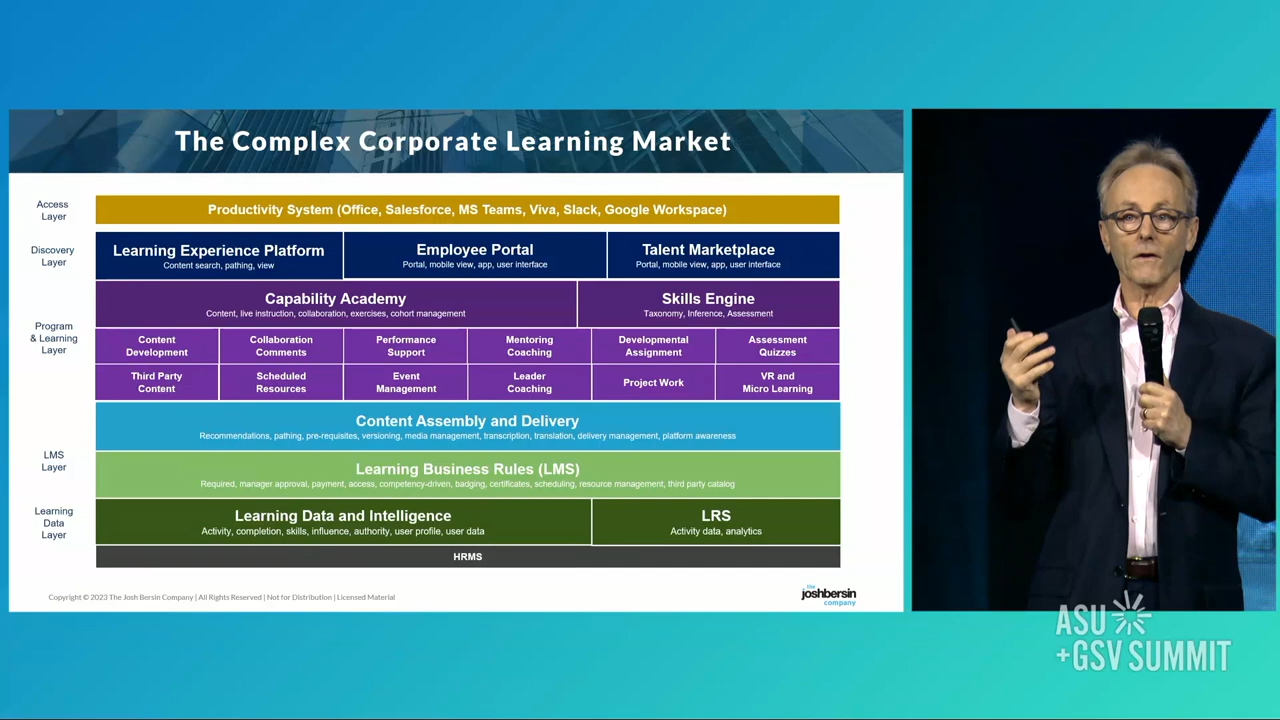 The Complex Corporate Learning Market
Access
Layer
Productivity System (Office, Salesforce, MS Teams, Viva, Slack, Google Workspace)
Discovery
Layer
Learning Experience Platform
Content search, pathing, view
Employee Portal
Portal, mobile view, app, user interface
Talent Marketplace
Portal, mobile view, app, user interface
Program
& Learning
Layer
Capability Academy
Content, live instruction, collaboration, exercises, cohort management
Skills Engine
Taxonomy, Inference, Assessment
Content
Development
Collaboration
Comments
Performance
Support
Mentoring
Coaching
Developmental
Assignment
Assessment
Quizzes
Third Party
Content
Scheduled
Resources
Event
Management
Leader
Coaching
Project Work
VR and
Micro Learning
LMS
Layer
Content Assembly and Delivery
Recommendations, pathing, pre-requisites, versioning, media management, transcription, translation, delivery management, platform awareness
Learning Business Rules (LMS)
Required, manager approval, payment, access, competency-driven, badging, certificates, scheduling, resource management, third party catalog
Learning
Data
Layer
Learning Data and Intelligence
Activity, completion, skills, influence, authority, user profile, user data
LRS
Activity data, analytics
HRMS
Copyright © 2023 The Josh Bersin Company | All Rights Reserved | Not for Distribution | Licensed Material
the
joshbersin
company
ASU
+GSV SUMMIT